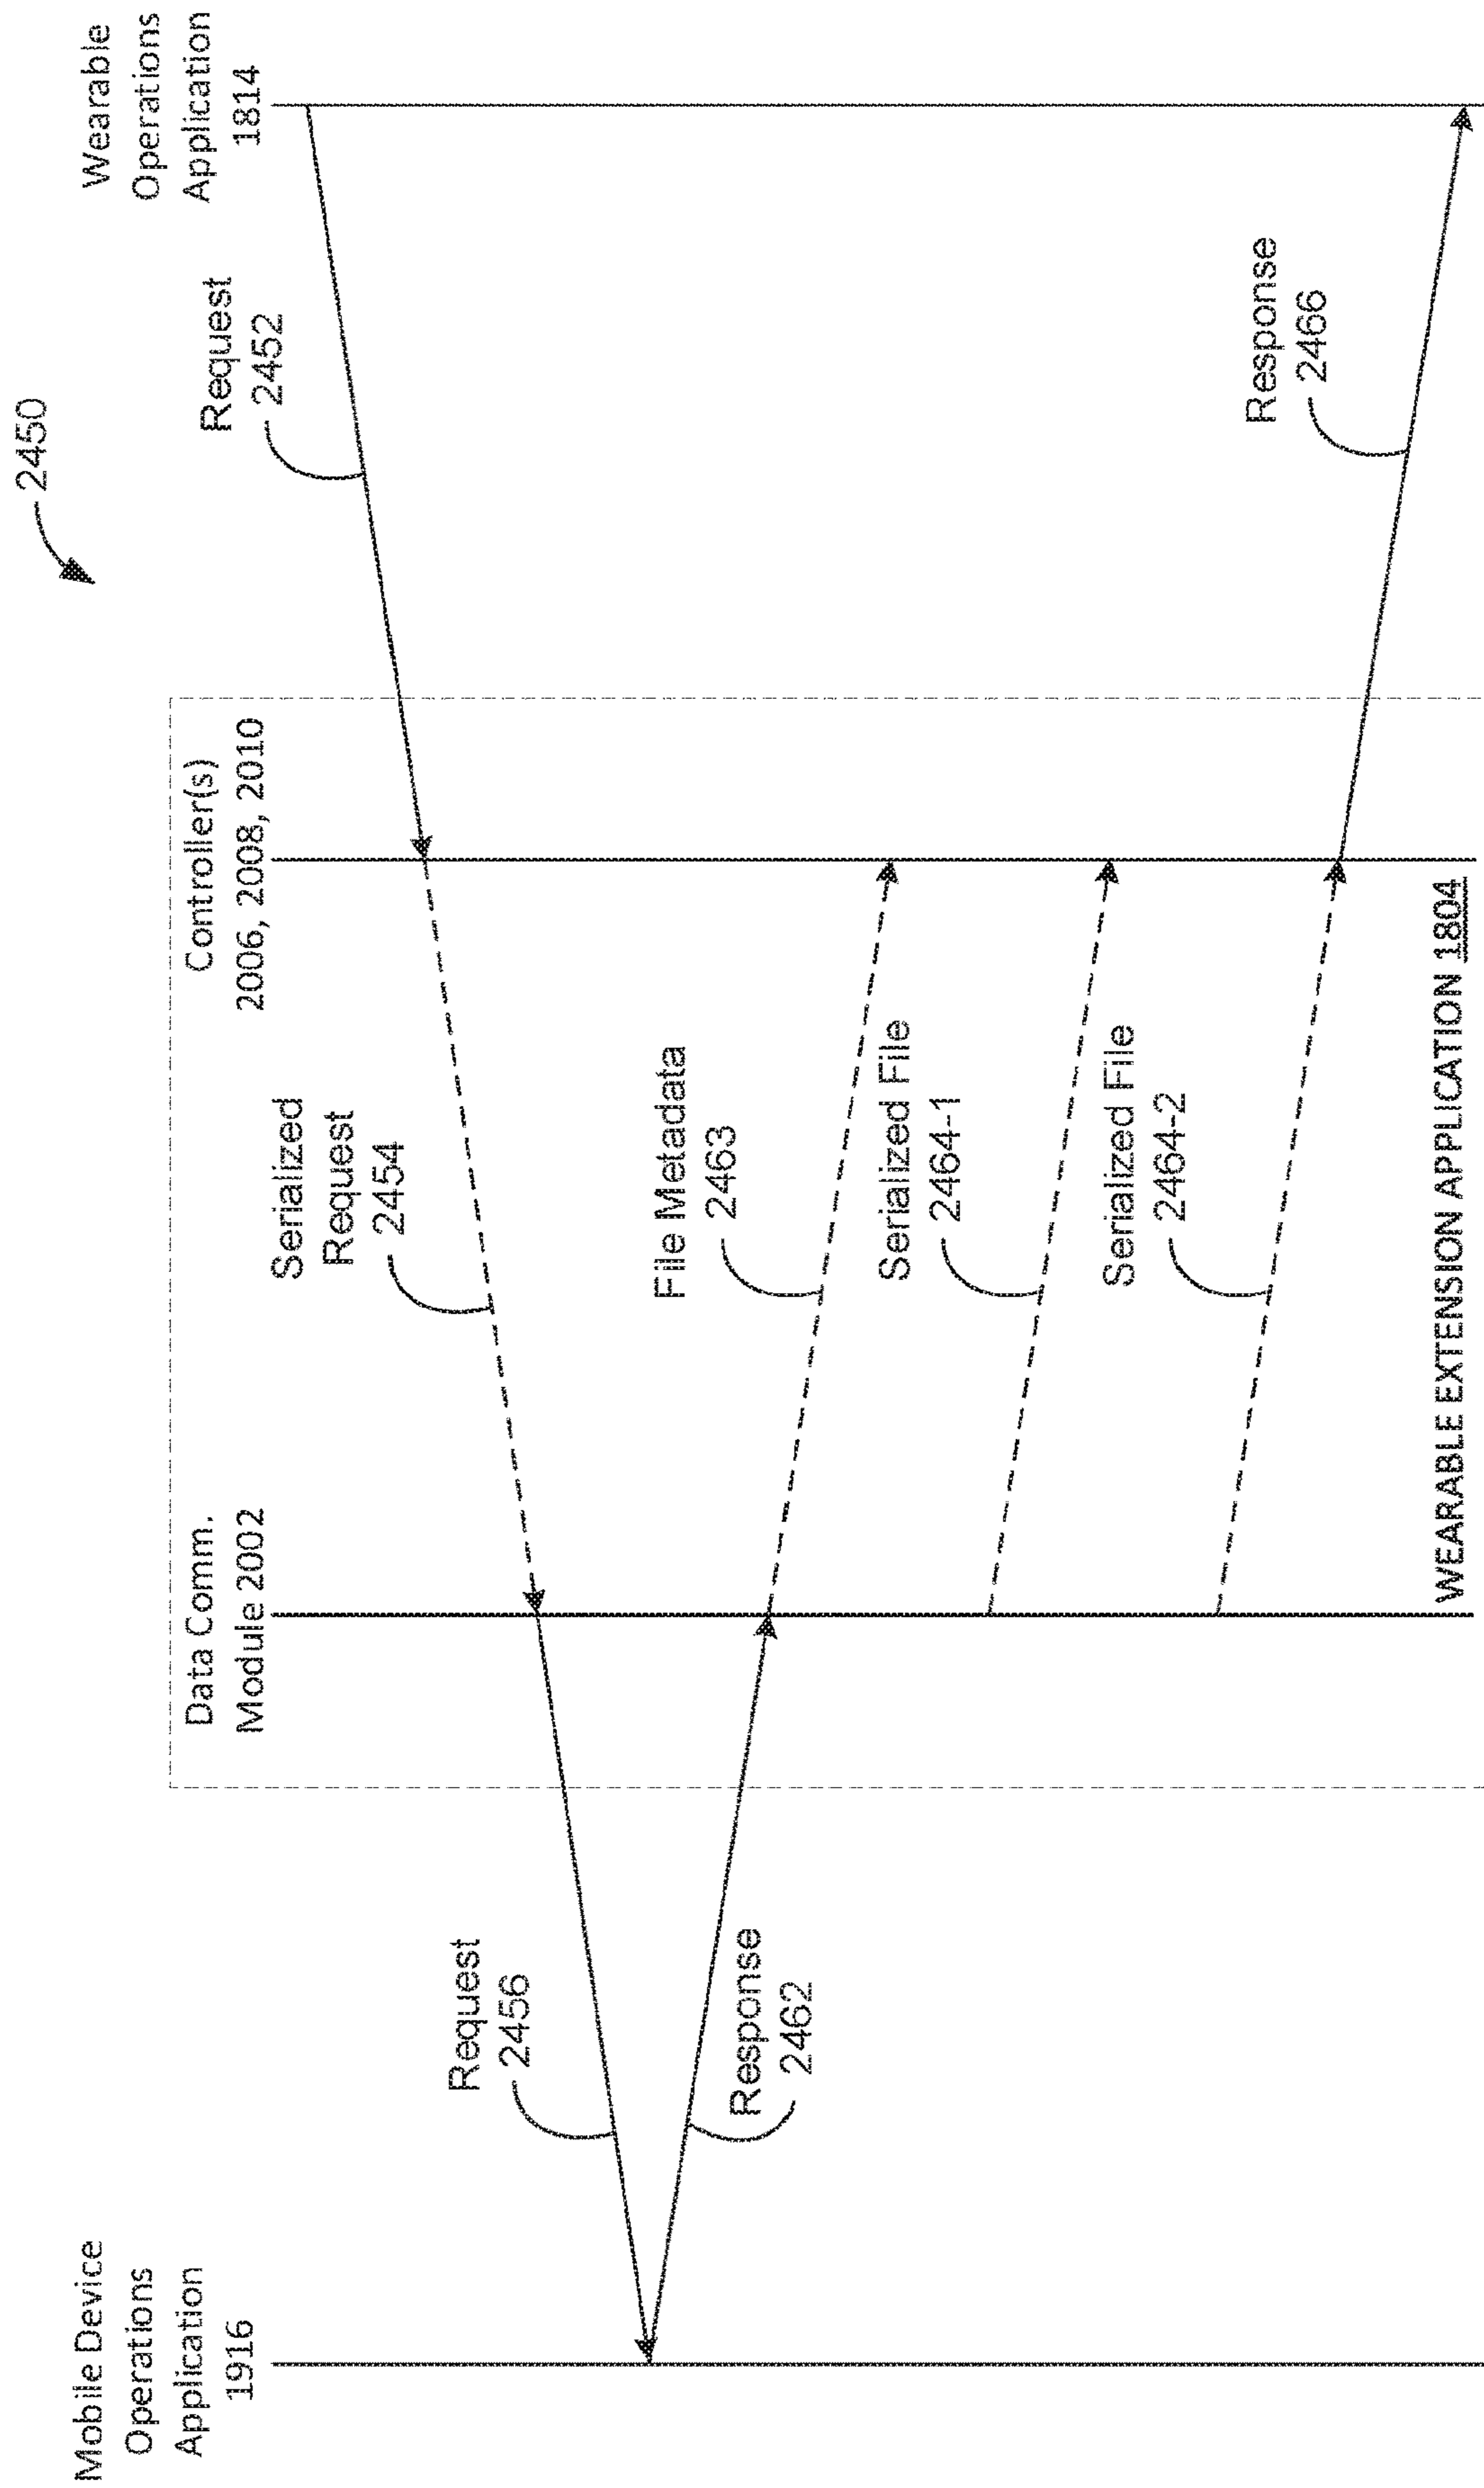 2450
Mobile Device
Operations
Application
1916
Data Comm.
Module 2002
Controller(s)
2006, 2008, 2010
Wearable
Operations
Application
1814
Request
2452
Serialized
Request
2454
Request
2456
Response
2462
File Metadata
2463
Serialized File
2464-1
Serialized File
2464-2
Response
2466
WEARABLE EXTENSION APPLICATION 1804